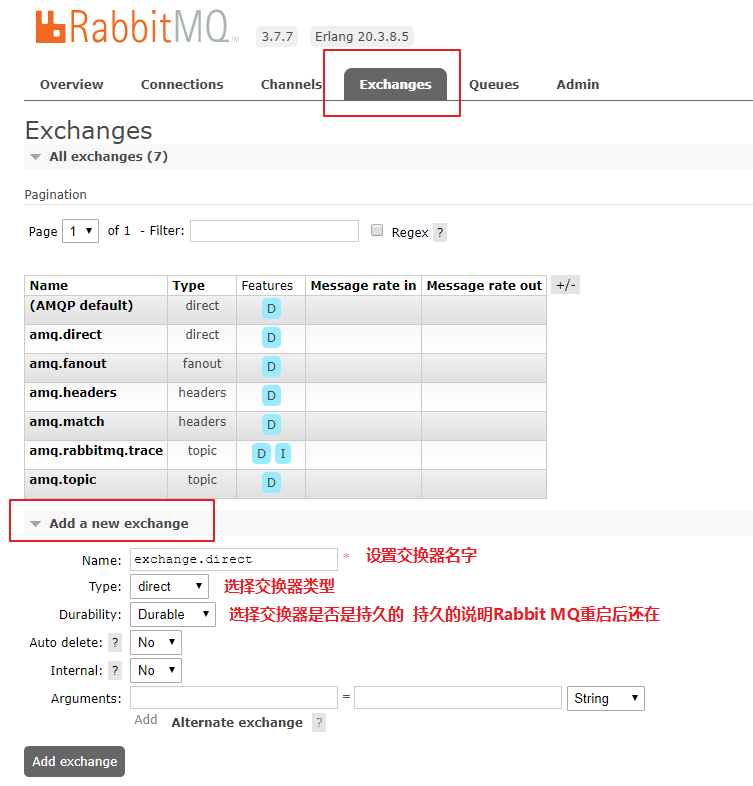 RabbitMQ TM 3.7.7 Erlang 20.3.8.5
Overview Connections Channels Exchanges Queues Admin
Exchanges
All exchanges (7)
Pagination
Page 1 of 1 - Filter: Regex ?
Name Type Features Message rate in Message rate out +/-
(AMQP default) direct D
amq.direct direct D
amq.fanout fanout D
amq.headers headers D
amq.match headers D
amq.rabbitmq.trace topic D I
amq.topic topic D
Add a new exchange
Name: exchange.direct * 设置交换器名字
Type: direct 选择交换器类型
Durability: Durable 选择交换器是否是持久的 持久的说明Rabbit MQ重启后还在
Auto delete: ? No
Internal: ? No
Arguments: = String
Add Alternate exchange ?
Add exchange